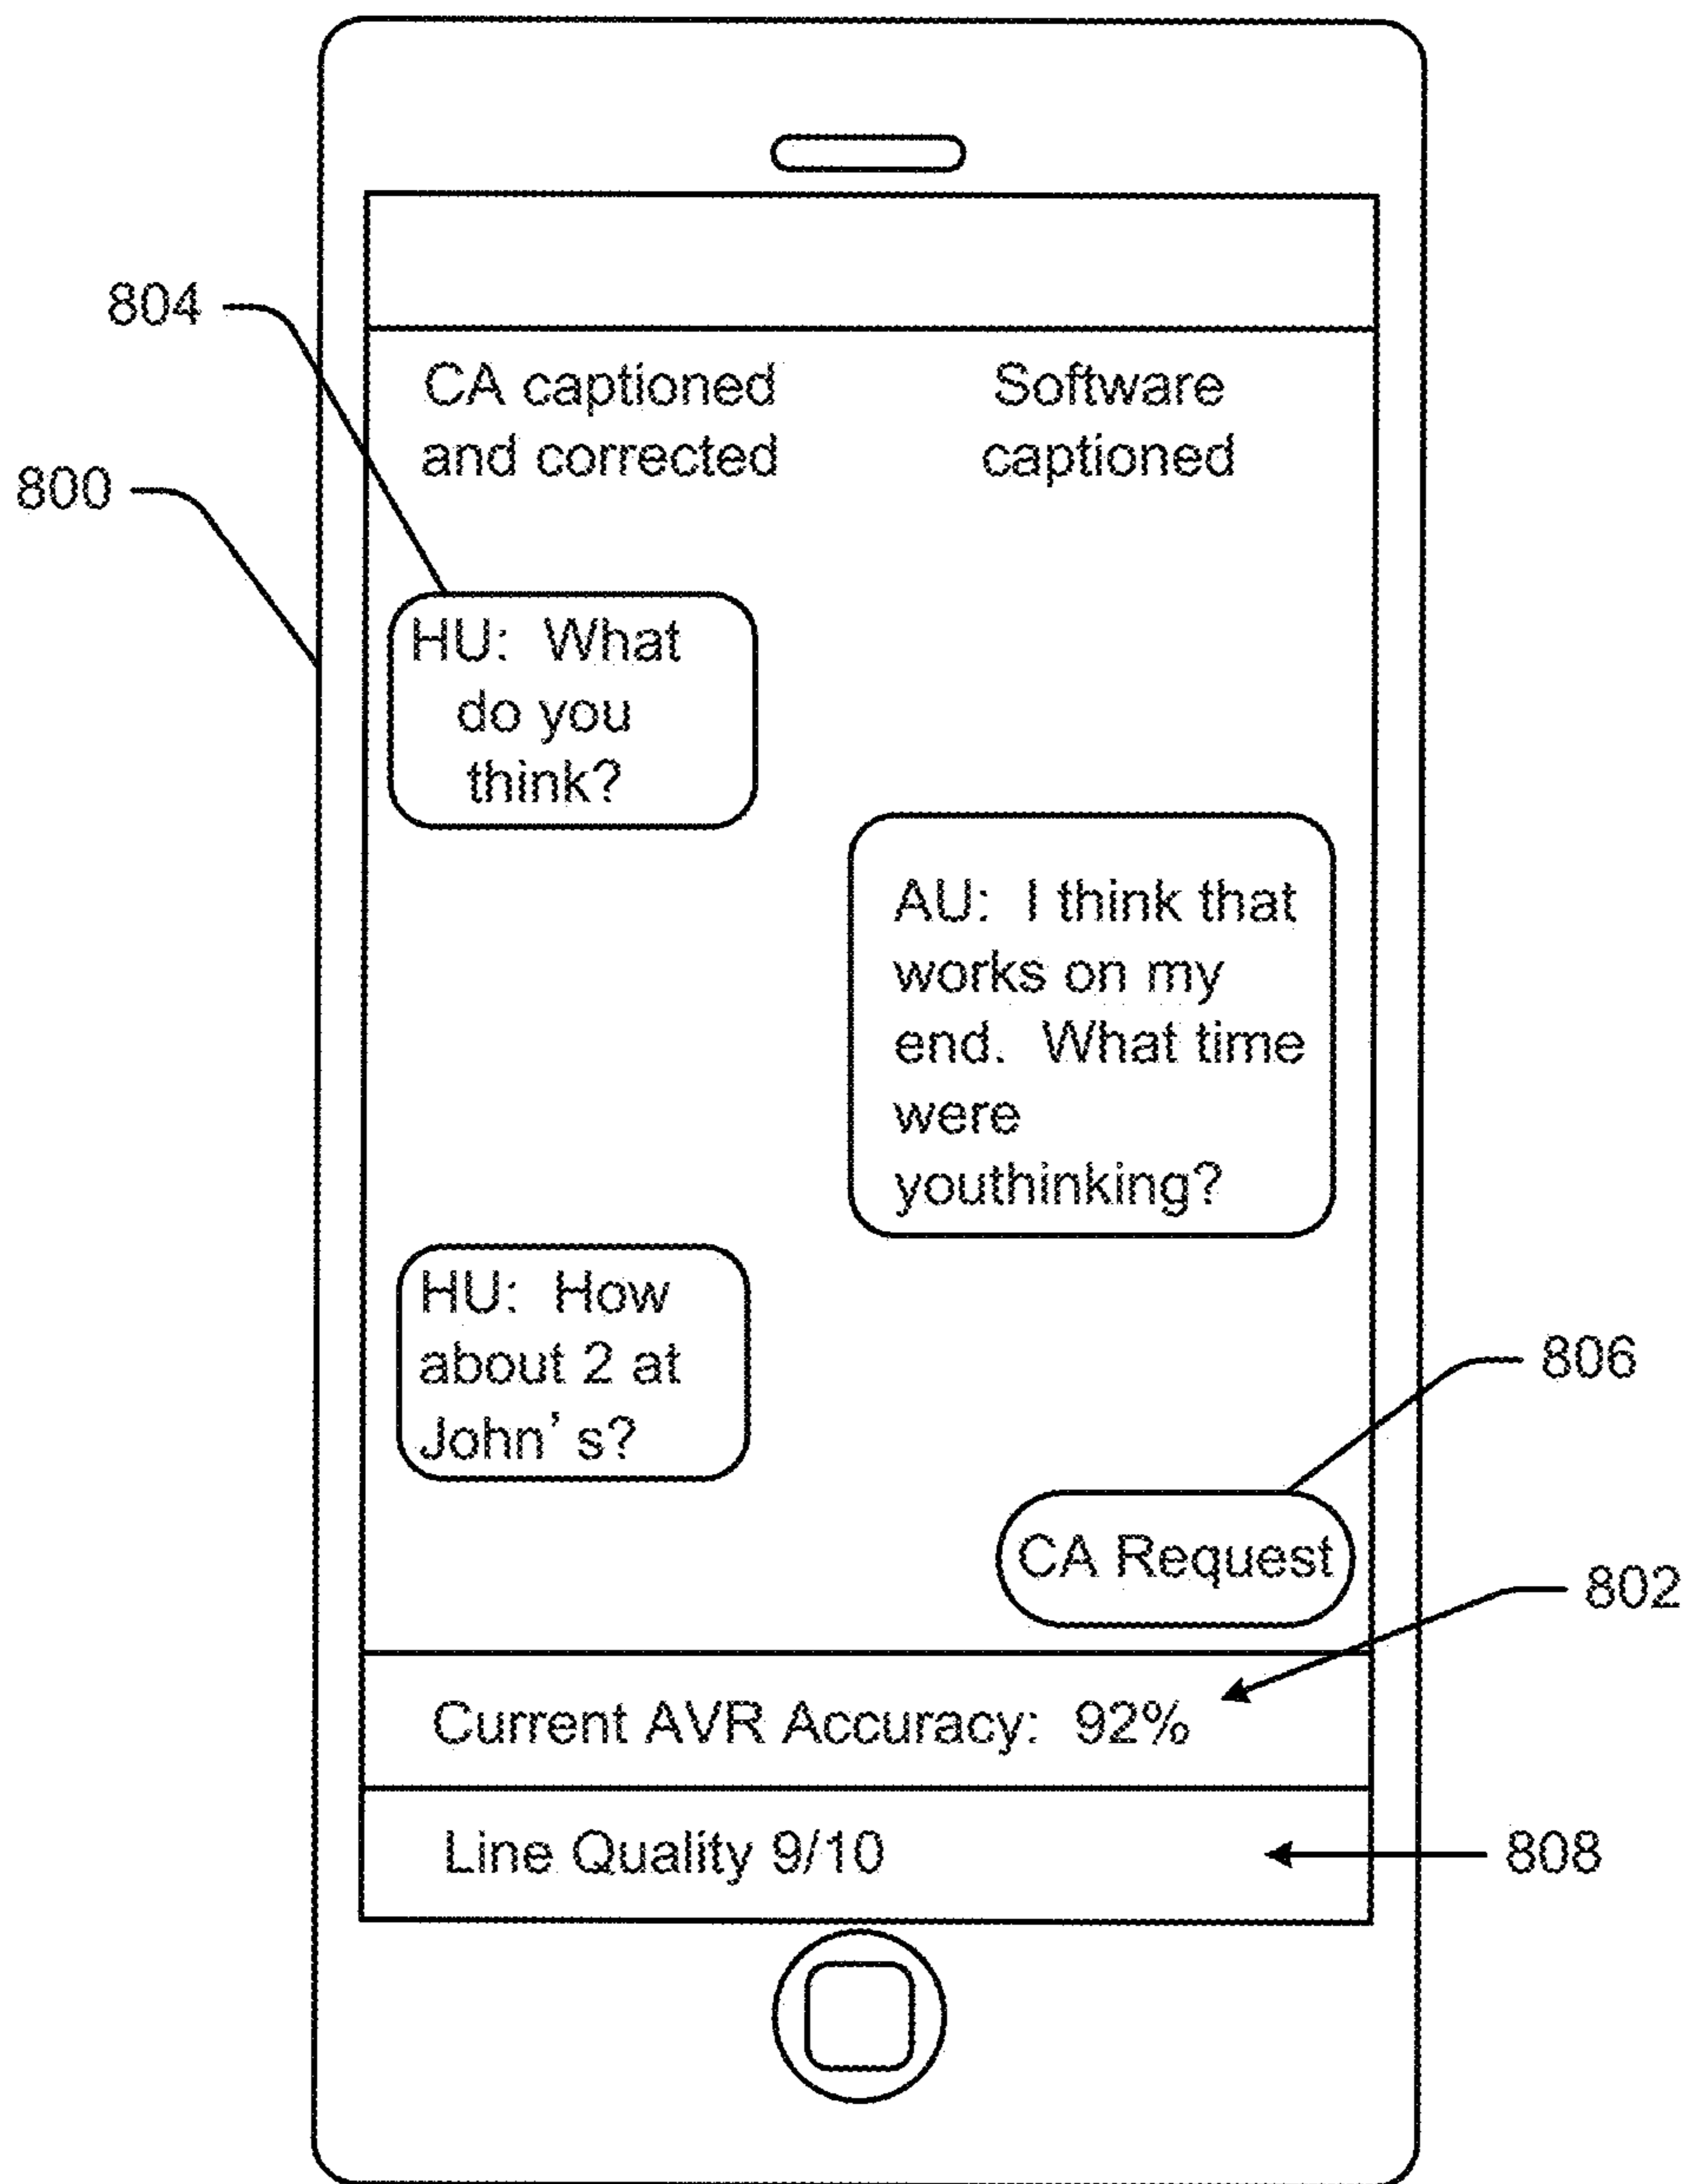 804
CA captioned
and corrected
Software
captioned
800
HU: What
do you
think?
AU: I think that
works on my
end. What time
were
youthinking?
HU: How
about 2 at
John’s?
806
CA Request
802
Current AVR Accuracy: 92%
Line Quality 9/10
808